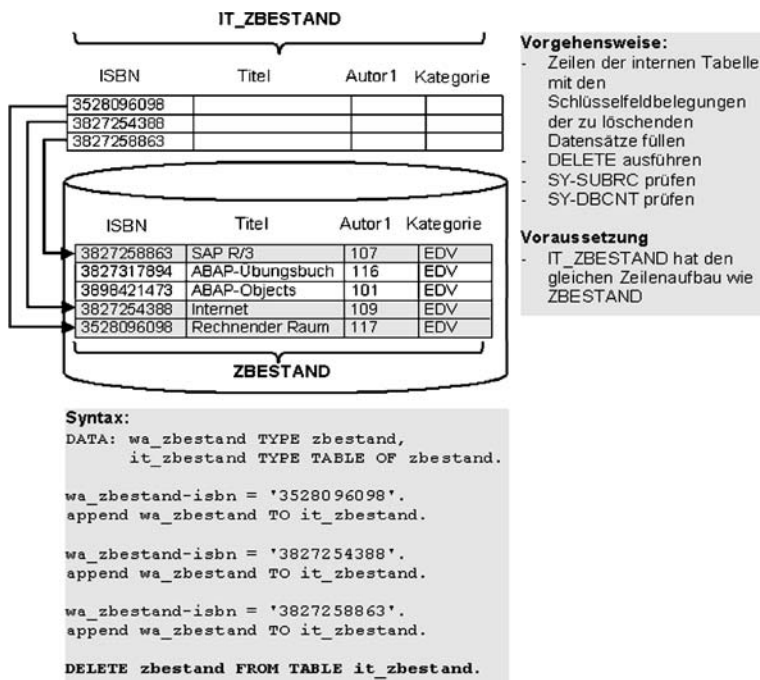 IT_ZBESTAND
ISBN Titel Autor1 Kategorie
3528096098
3827254388
3827258863
ISBN Titel Autor1 Kategorie
3827258863 SAP R/3 107 EDV
3827317894 ABAP-Übungsbuch 116 EDV
3898421473 ABAP-Objects 101 EDV
3827254388 Internet 109 EDV
3528096098 Rechnender Raum 117 EDV
ZBESTAND
Vorgehensweise:
- Zeilen der internen Tabelle
mit den
Schlüsselfeldbelegungen
der zu löschenden
Datensätze füllen
- DELETE ausführen
- SY-SUBRC prüfen
- SY-DBCNT prüfen
Voraussetzung
- IT_ZBESTAND hat den
gleichen Zeilenaufbau wie
ZBESTAND
Syntax:
DATA: wa_zbestand TYPE zbestand,
it_zbestand TYPE TABLE OF zbestand.
wa_zbestand-isbn = '3528096098'.
append wa_zbestand TO it_zbestand.
wa_zbestand-isbn = '3827254388'.
append wa_zbestand TO it_zbestand.
wa_zbestand-isbn = '3827258863'.
append wa_zbestand TO it_zbestand.
DELETE zbestand FROM TABLE it_zbestand.